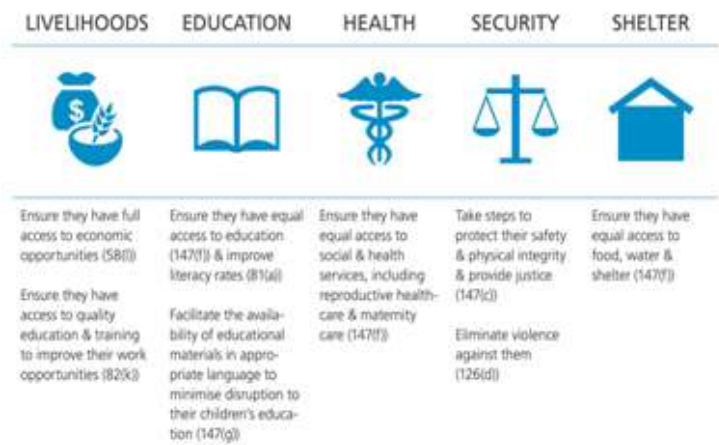 LIVELIHOODS
EDUCATION
HEALTH
SECURITY
SHELTER
$
Ensure they have full
access to economic
opportunities (58(l))
Ensure they have
access to quality
education & training
to improve their work
opportunities (82(k))
Ensure they have equal
access to education
(147(f)) & improve
literacy rates (81(a))
Facilitate the availa-
bility of educational
materials in appro-
priate language to
minimise disruption to
their children's educa-
tion (147(g))
Ensure they have
equal access to
social & health
services, including
reproductive health-
care & maternity
care (147(f))
Take steps to
protect their safety
& physical integrity
& provide justice
(147(c))
Eliminate violence
against them
(126(d))
Ensure they have
equal access to
food, water &
shelter (147(f))